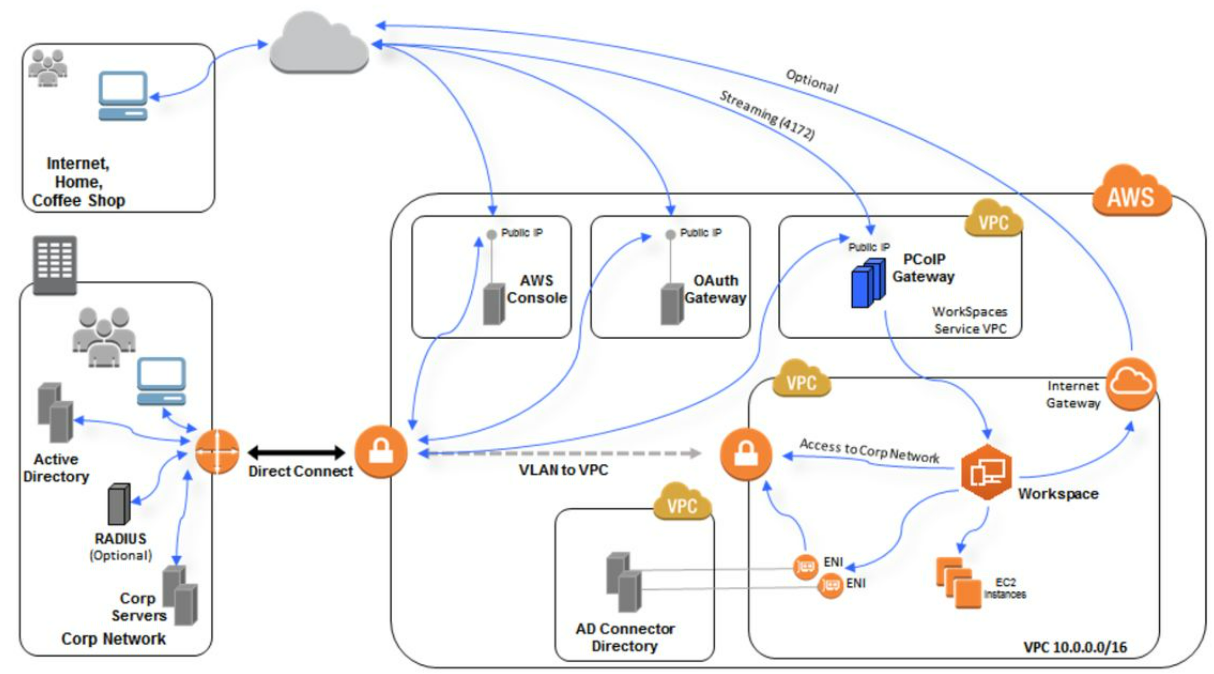 Optional
Streaming (4172)
Internet,
Home,
Coffee Shop
AWS
VPC
Public IP
AWS
Console
Public IP
OAuth
Gateway
Public IP
PCoIP
Gateway
WorkSpaces
Service VPC
VPC
Internet
Gateway
Active
Directory
Direct Connect
VLAN to VPC
Access to Corp Network
Workspace
RADIUS
(Optional)
VPC
ENI
ENI
EC2
Instances
Corp
Servers
Corp Network
AD Connector
Directory
VPC 10.0.0.0/16